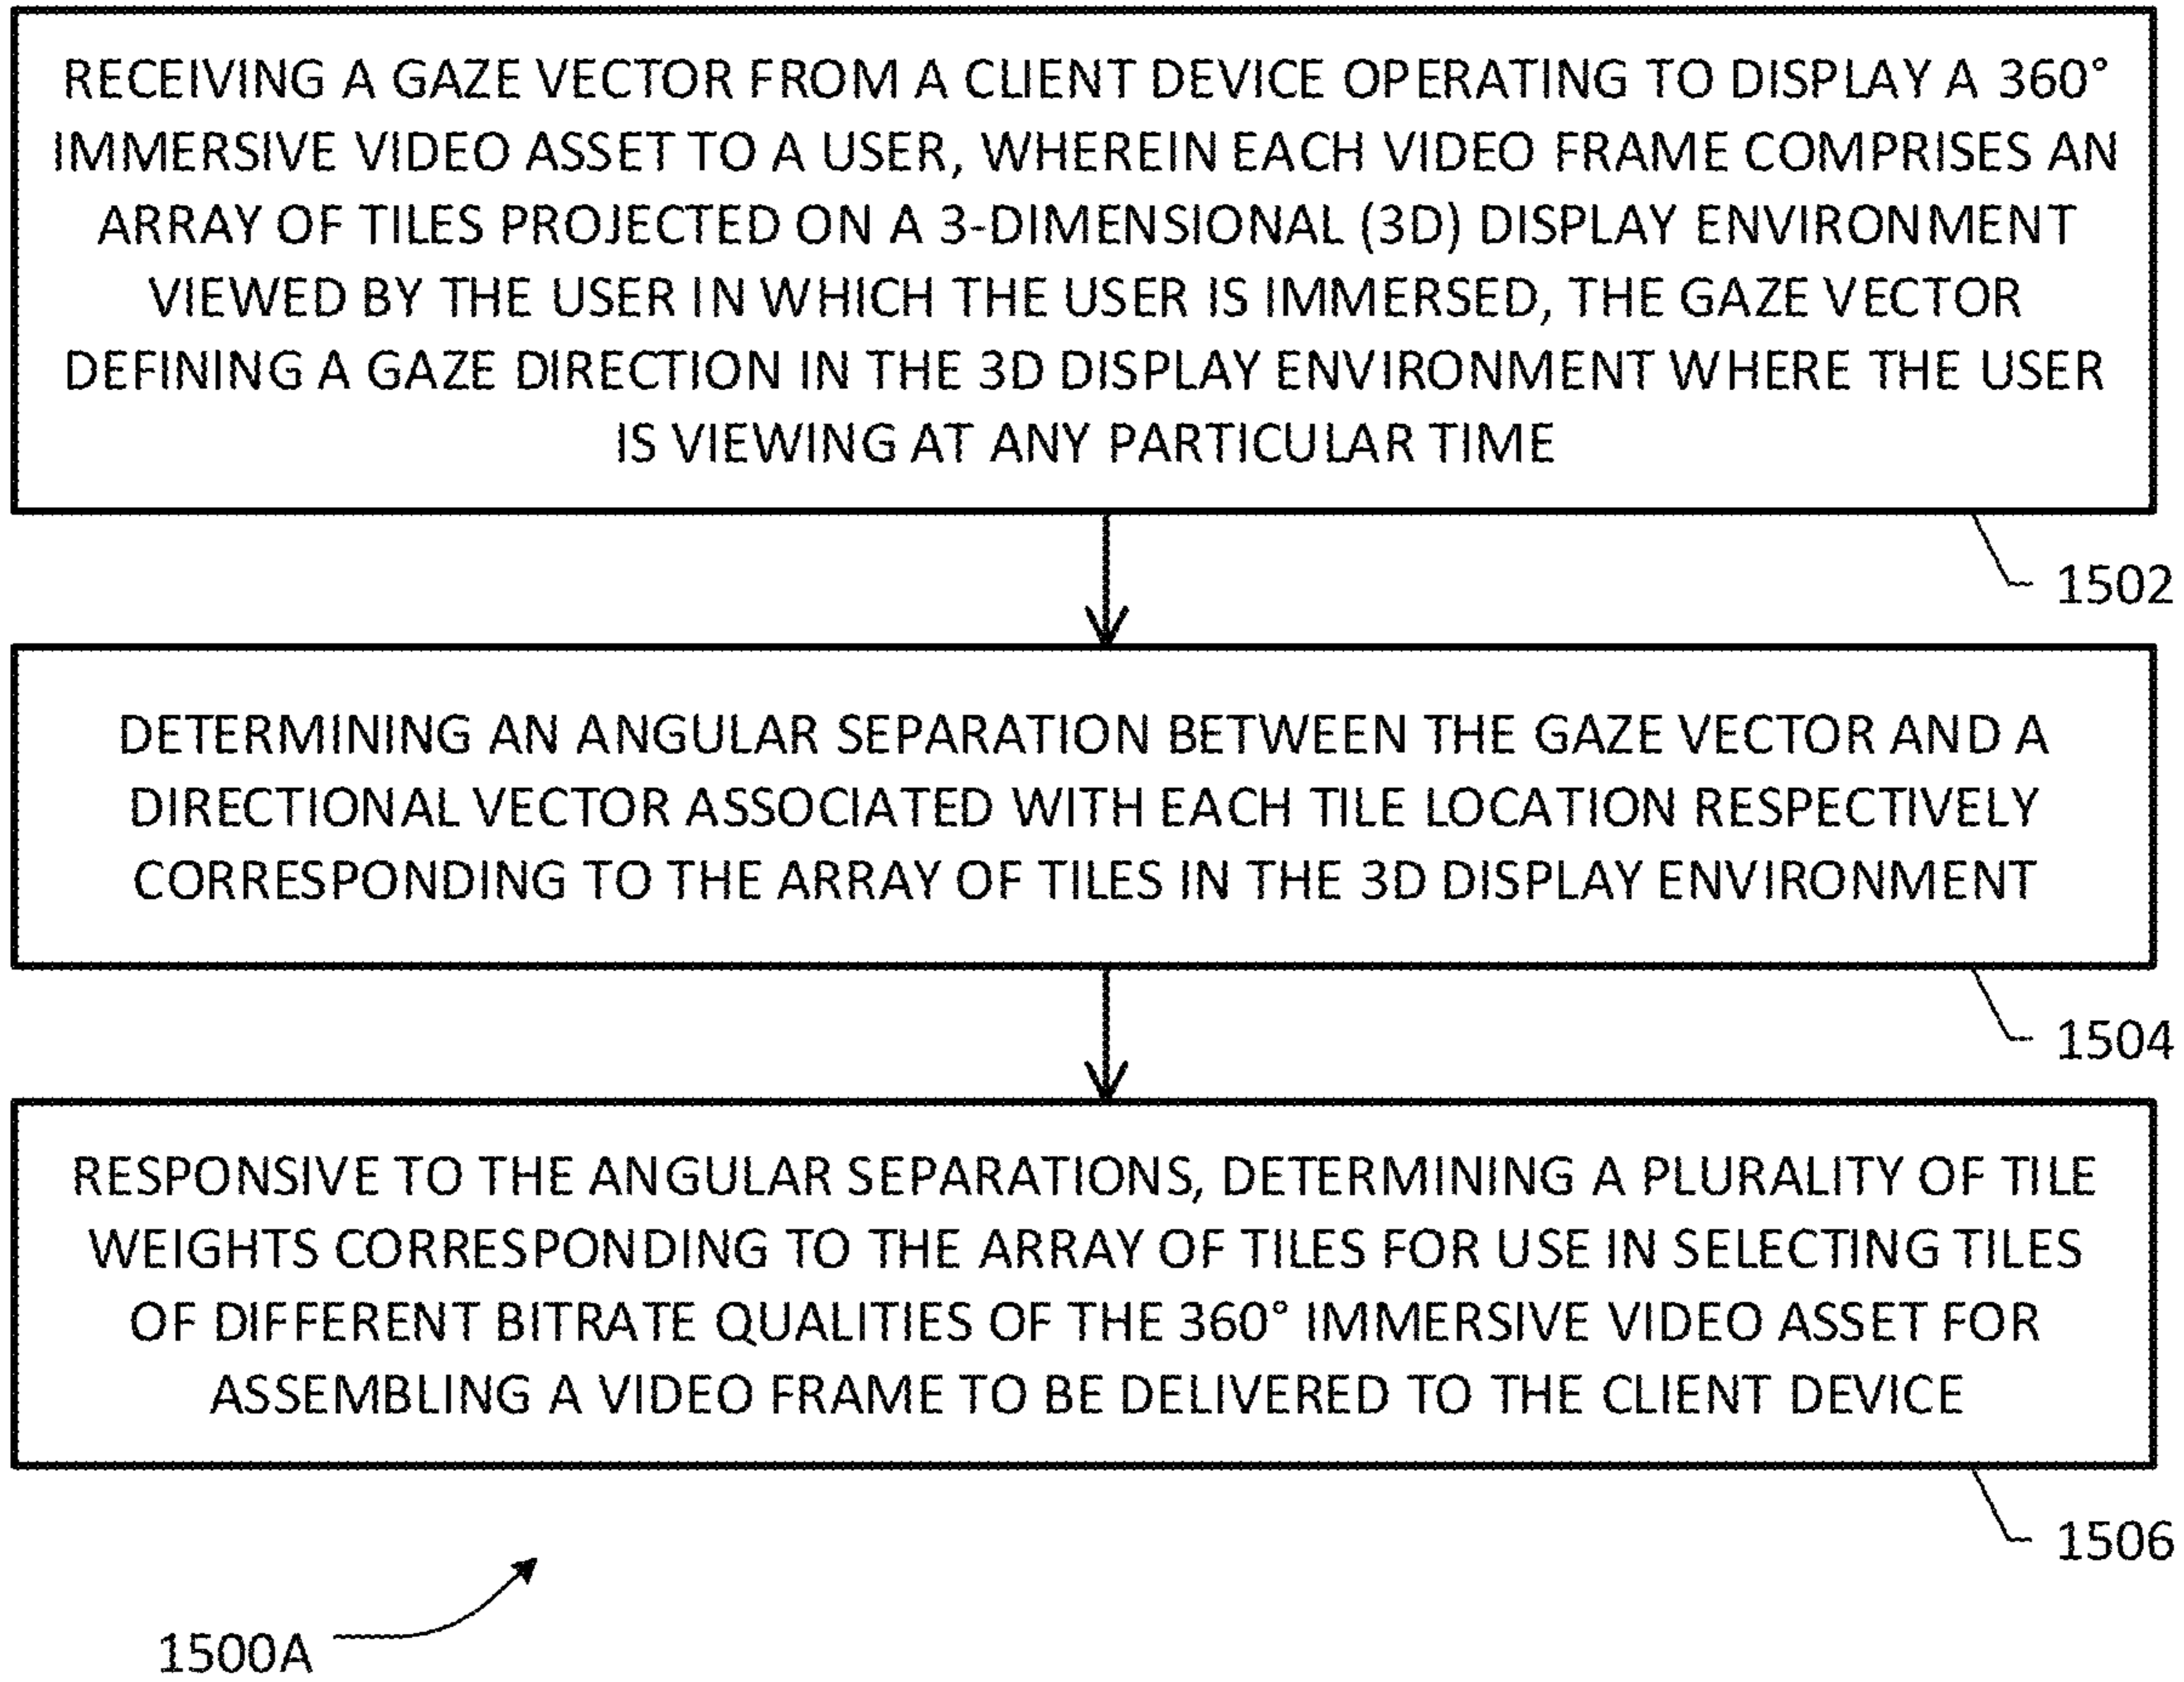 RECEIVING A GAZE VECTOR FROM A CLIENT DEVICE OPERATING TO DISPLAY A 360°
IMMERSIVE VIDEO ASSET TO A USER, WHEREIN EACH VIDEO FRAME COMPRISES AN
ARRAY OF TILES PROJECTED ON A 3-DIMENSIONAL (3D) DISPLAY ENVIRONMENT
VIEWED BY THE USER IN WHICH THE USER IS IMMERSED, THE GAZE VECTOR
DEFINING A GAZE DIRECTION IN THE 3D DISPLAY ENVIRONMENT WHERE THE USER
IS VIEWING AT ANY PARTICULAR TIME
1502
DETERMINING AN ANGULAR SEPARATION BETWEEN THE GAZE VECTOR AND A
DIRECTIONAL VECTOR ASSOCIATED WITH EACH TILE LOCATION RESPECTIVELY
CORRESPONDING TO THE ARRAY OF TILES IN THE 3D DISPLAY ENVIRONMENT
1504
RESPONSIVE TO THE ANGULAR SEPARATIONS, DETERMINING A PLURALITY OF TILE
WEIGHTS CORRESPONDING TO THE ARRAY OF TILES FOR USE IN SELECTING TILES
OF DIFFERENT BITRATE QUALITIES OF THE 360° IMMERSIVE VIDEO ASSET FOR
ASSEMBLING A VIDEO FRAME TO BE DELIVERED TO THE CLIENT DEVICE
1506
1500A